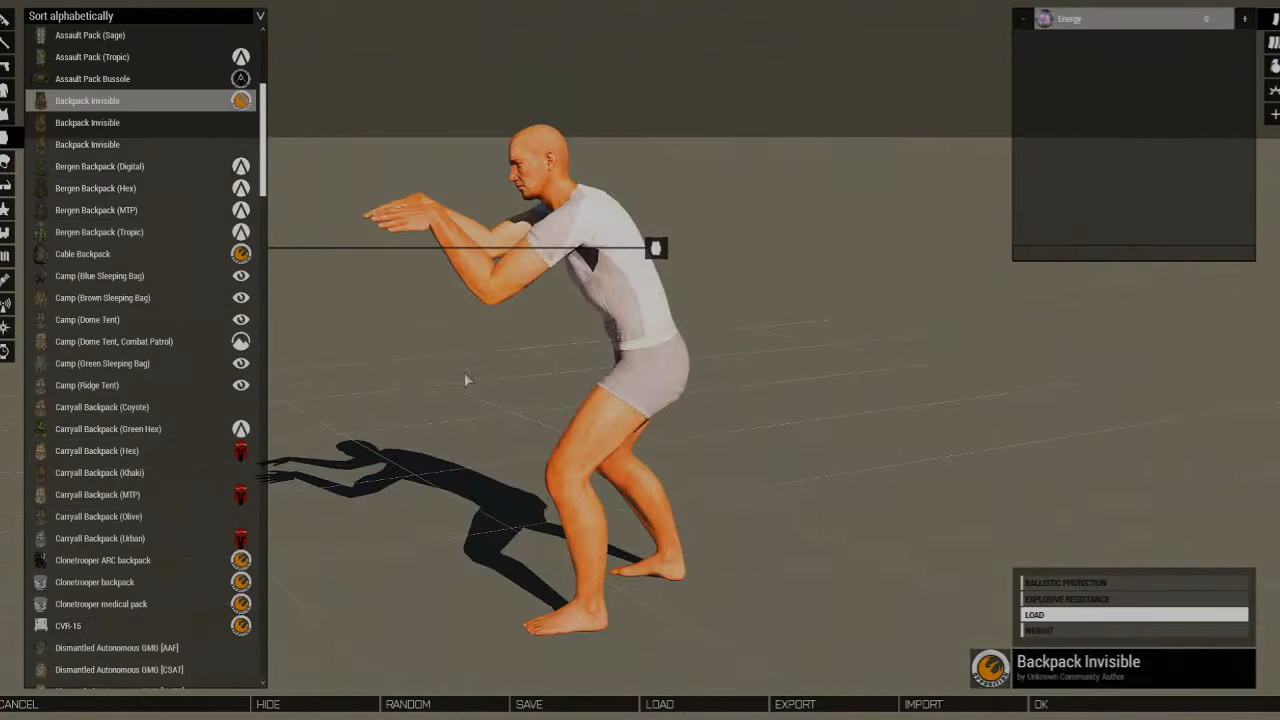 Sort alphabetically
Assault Pack (Sage)
Assault Pack (Tropic)
Assault Pack Bussole
Backpack Invisible
Backpack Invisible
Backpack Invisible
Bergen Backpack (Digital)
Bergen Backpack (Hex)
Bergen Backpack (MTP)
Bergen Backpack (Tropic)
Cable Backpack
Camp (Blue Sleeping Bag)
Camp (Brown Sleeping Bag)
Camp (Dome Tent)
Camp (Dome Tent, Combat Patrol)
Camp (Green Sleeping Bag)
Camp (Ridge Tent)
Carryall Backpack (Coyote)
Carryall Backpack (Green Hex)
Carryall Backpack (Hex)
Carryall Backpack (Khaki)
Carryall Backpack (MTP)
Carryall Backpack (Olive)
Carryall Backpack (Urban)
Clonetrooper ARC backpack
Clonetrooper backpack
Clonetrooper medical pack
CVR-15
Dismantled Autonomous GMG [AAF]
Dismantled Autonomous GMG [CSAT]
- Energy 0 +
BALLISTIC PROTECTION
EXPLOSIVE RESISTANCE
LOAD
WEIGHT
Backpack Invisible
by Unknown Community Author
CANCEL HIDE RANDOM SAVE LOAD EXPORT IMPORT OK